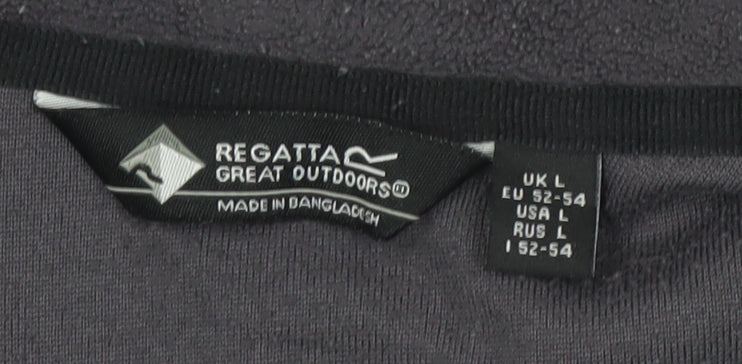 REGATTA
GREAT OUTDOORS®
MADE IN BANGLADESH
UK L
EU 52-54
USA L
RUS L
I 52-54